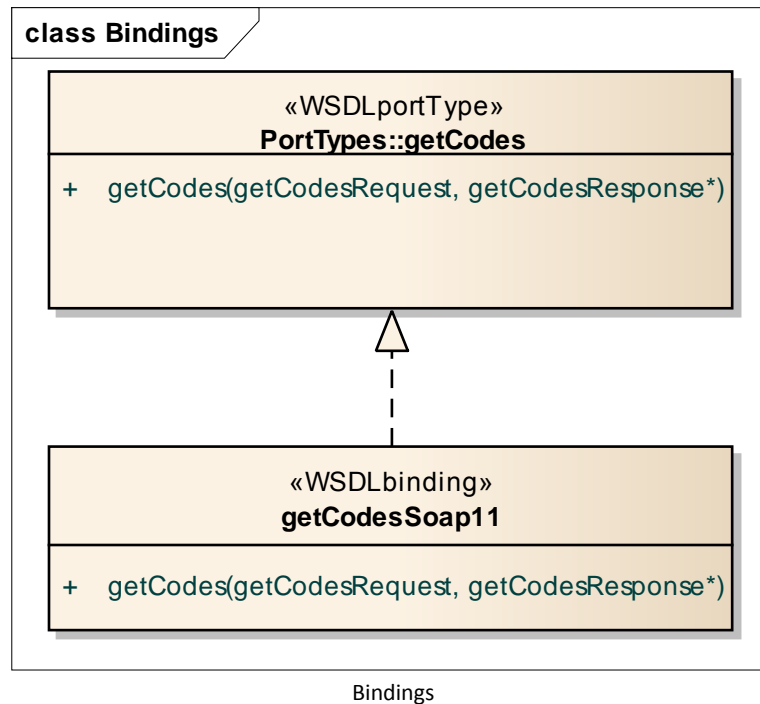 class Bindings
«WSDLportType»
PortTypes::getCodes
+ getCodes(getCodesRequest, getCodesResponse*)
«WSDLbinding»
getCodesSoap11
+ getCodes(getCodesRequest, getCodesResponse*)
Bindings